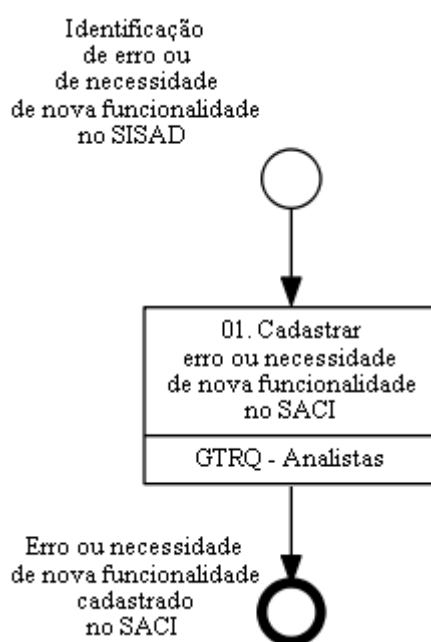 Identificação
de erro ou
de necessidade
de nova funcionalidade
no SISAD
01. Cadastrar
erro ou necessidade
de nova funcionalidade
no SACI
GTRQ - Analistas
Erro ou necessidade
de nova funcionalidade
cadastrado
no SACI